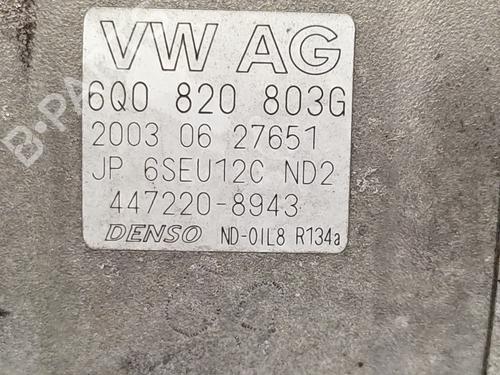 VW AG
6Q0 820 803G
2003 06 27651
JP 6SEU12C ND2
447220-8943
DENSO ND-OIL8 R134a
B-PA